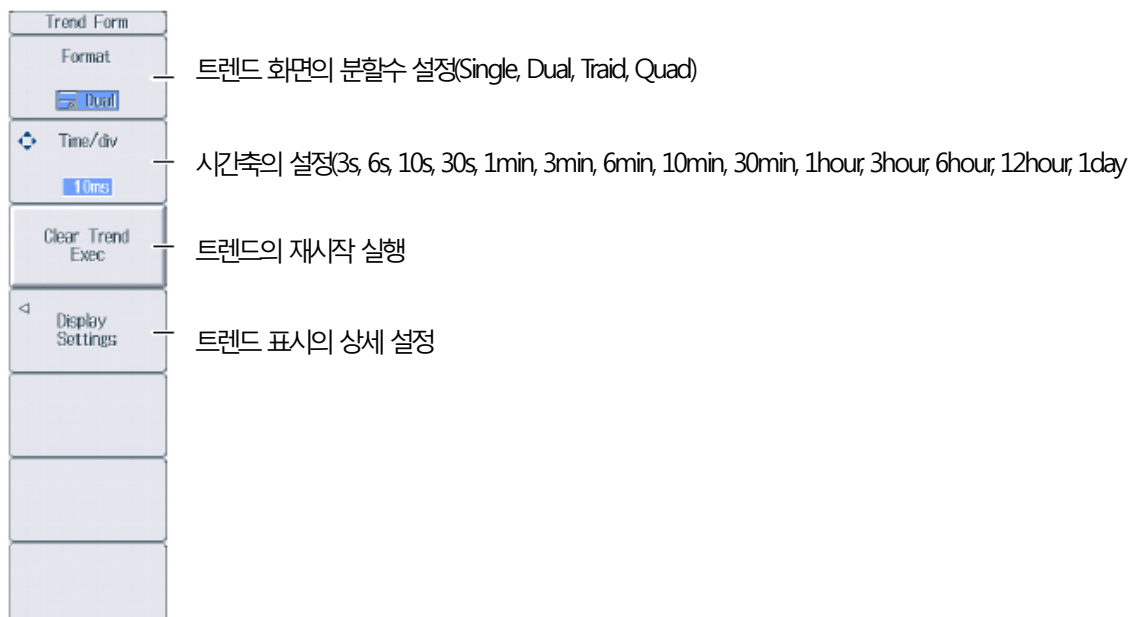 Trend Form
Format
Dual
트렌드 화면의 분할수 설정(Single, Dual, Traid, Quad)
Time/div
10ms
시간축의 설정(3s, 6s, 10s, 30s, 1min, 3min, 6min, 10min, 30min, 1hour, 3hour, 6hour, 12hour, 1day
Clear Trend
Exec
트렌드의 재시작 실행
Display
Settings
트렌드 표시의 상세 설정